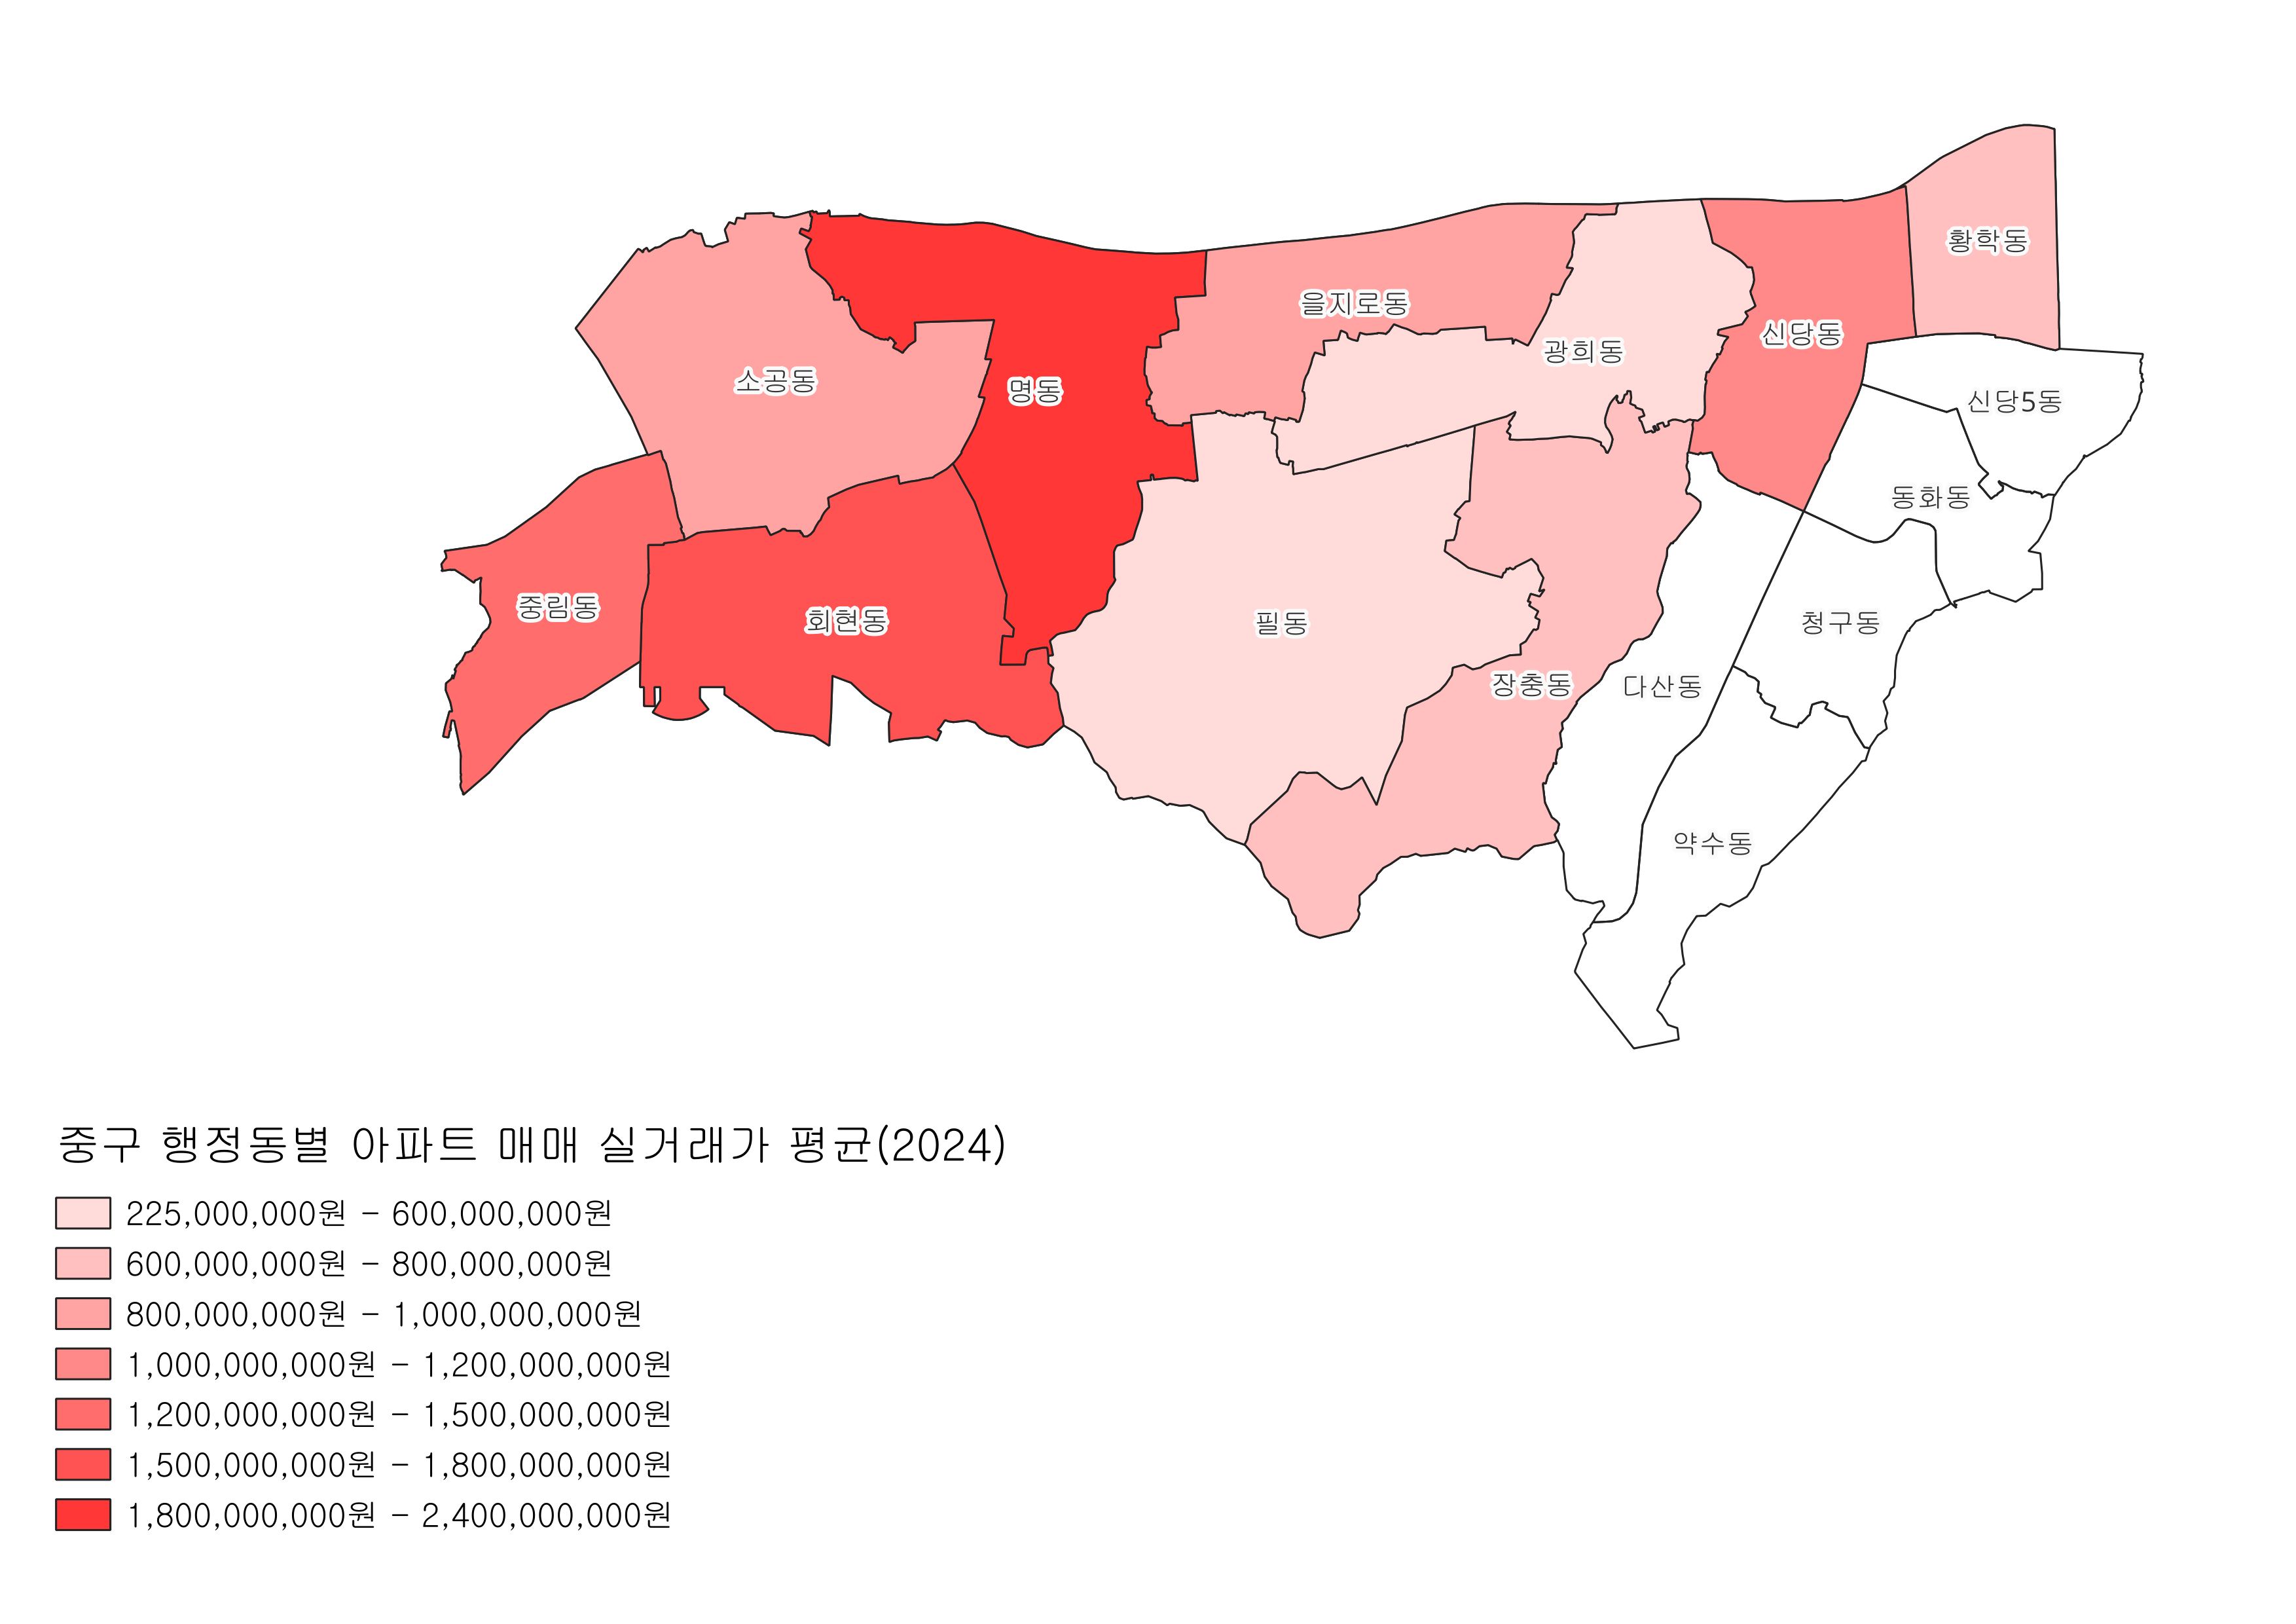 황학동
을지로동
신당동
광희동
소공동
명동
신당5동
동화동
중림동
회현동
필동
청구동
장충동
다산동
약수동
중구 행정동별 아파트 매매 실거래가 평균(2024)
225,000,000원 - 600,000,000원
600,000,000원 - 800,000,000원
800,000,000원 - 1,000,000,000원
1,000,000,000원 - 1,200,000,000원
1,200,000,000원 - 1,500,000,000원
1,500,000,000원 - 1,800,000,000원
1,800,000,000원 - 2,400,000,000원